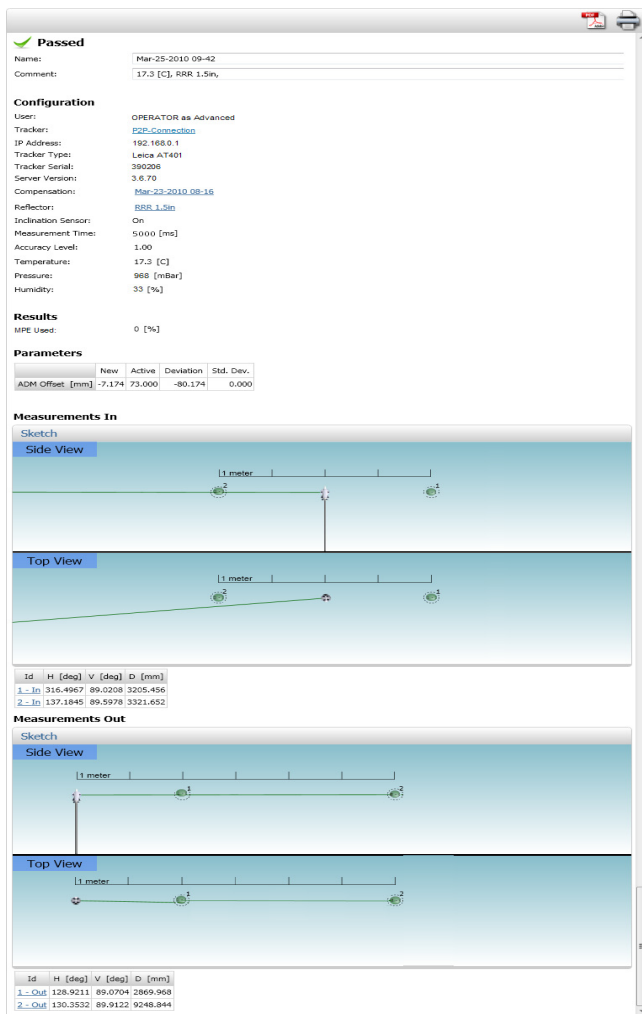 PDF
Passed
Name: Mar-25-2010 09-42
Comment: 17.3 [C], RRR 1.5in,
Configuration
User: OPERATOR as Advanced
Tracker: P2P-Connection
IP Address: 192.168.0.1
Tracker Type: Leica AT401
Tracker Serial: 390206
Server Version: 3.6.70
Compensation: Mar-23-2010 08-16
Reflector: RRR 1.5in
Inclination Sensor: On
Measurement Time: 5000 [ms]
Accuracy Level: 1.00
Temperature: 17.3 [C]
Pressure: 968 [mBar]
Humidity: 33 [%]
Results
MPE Used: 0 [%]
Parameters
New Active Deviation Std. Dev.
ADM Offset [mm] -7.174 73.000 -80.174 0.000
Measurements In
Sketch
Side View
1 meter
2 1
Top View
1 meter
2 1
Id H [deg] V [deg] D [mm]
1 - In 316.4967 89.0208 3205.456
2 - In 137.1845 89.5978 3321.652
Measurements Out
Sketch
Side View
1 meter
1 2
Top View
1 meter
1 2
Id H [deg] V [deg] D [mm]
1 - Out 128.9211 89.0704 2869.968
2 - Out 130.3532 89.9122 9248.844